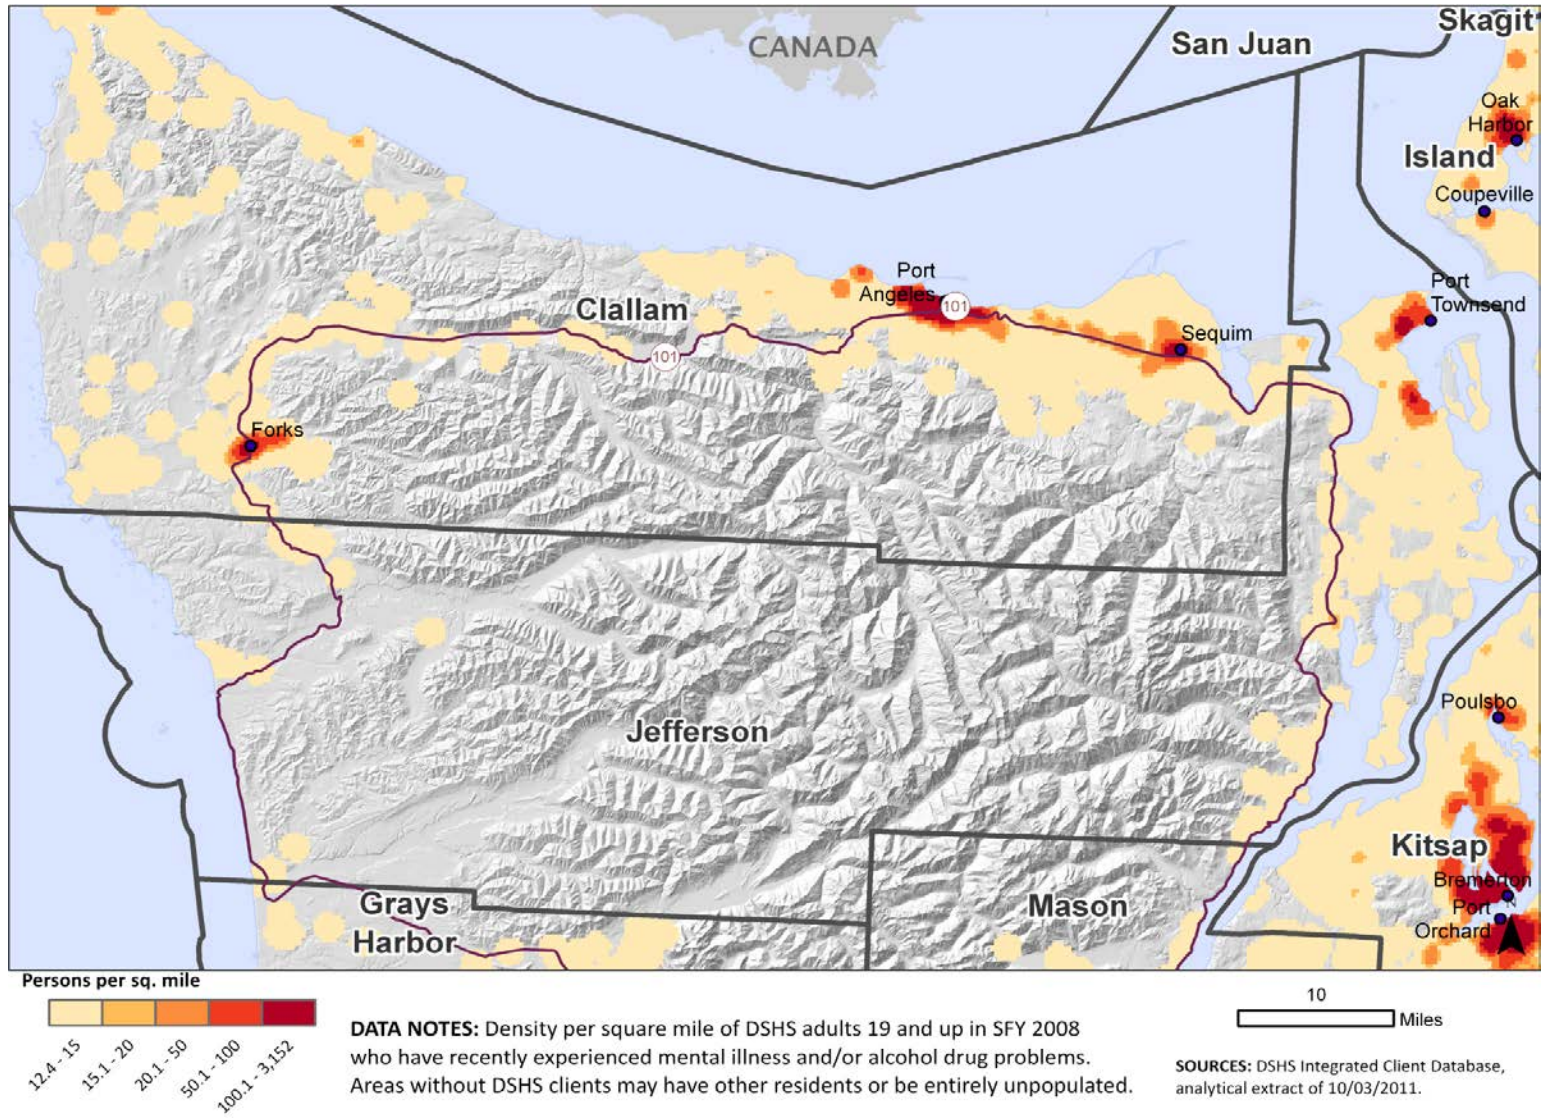 CANADA
San Juan
Skagit
Oak
Harbor
Island
Coupeville
Port
Angeles
101
Port
Townsend
Clallam
101
Sequim
Forks
Jefferson
Poulsbo
Kitsap
Bremerton
N
Port
Orchard
Grays
Harbor
Mason
Persons per sq. mile
12.4 - 15
15.1 - 20
20.1 - 50
50.1 - 100
100.1 - 3,152
DATA NOTES: Density per square mile of DSHS adults 19 and up in SFY 2008
who have recently experienced mental illness and/or alcohol drug problems.
Areas without DSHS clients may have other residents or be entirely unpopulated.
10
Miles
SOURCES: DSHS Integrated Client Database,
analytical extract of 10/03/2011.